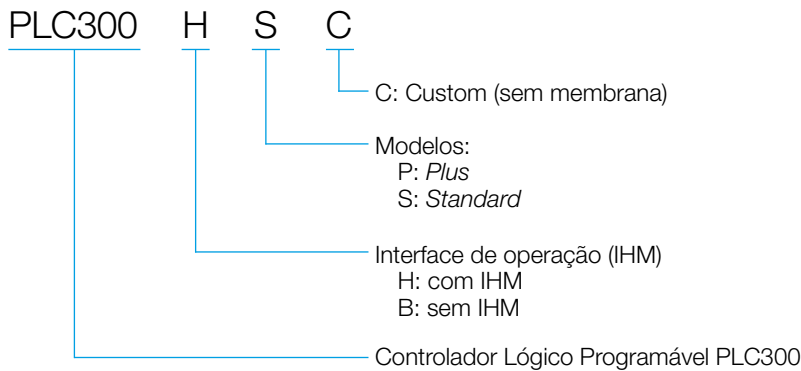 PLC300 H S C
C: Custom (sem membrana)
Modelos:
P: Plus
S: Standard
Interface de operação (IHM)
H: com IHM
B: sem IHM
Controlador Lógico Programável PLC300